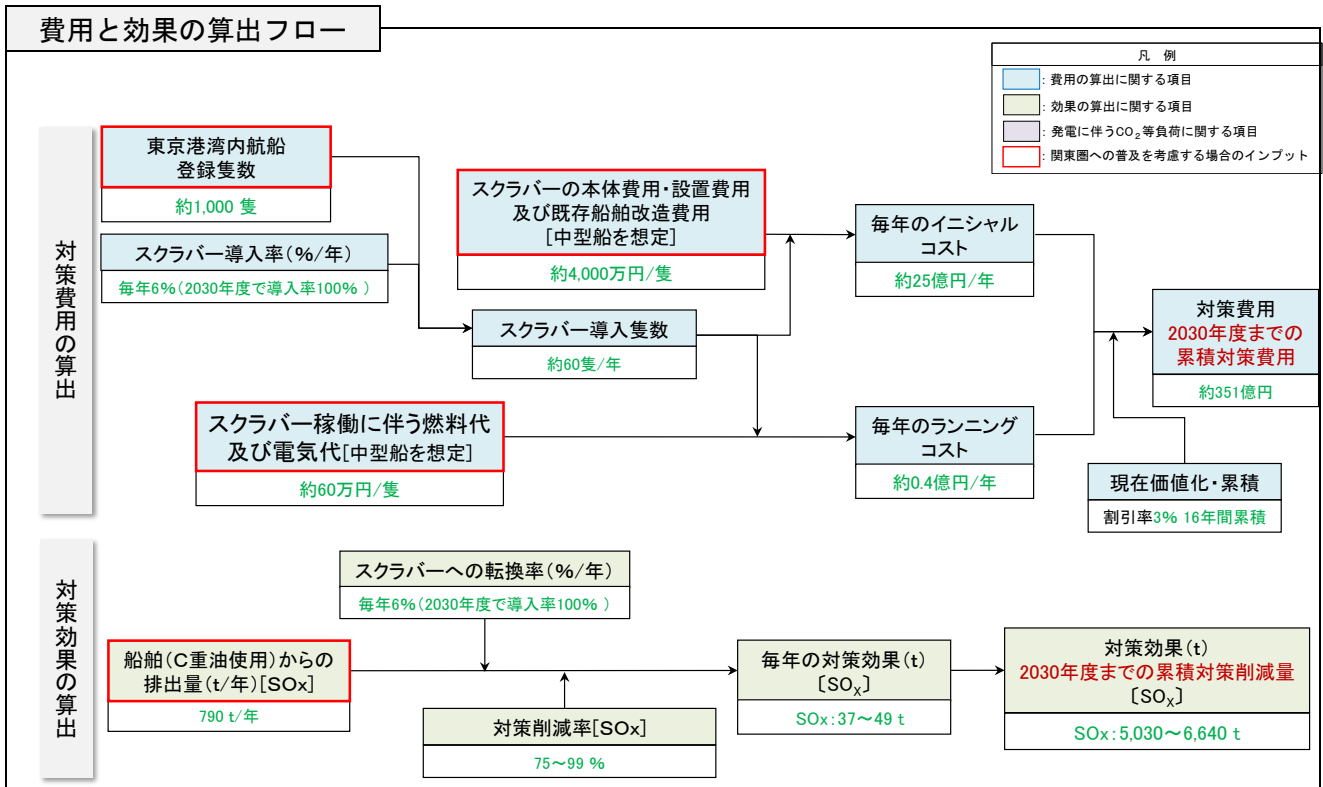 費用と効果の算出フロー
凡 例
: 費用の算出に関する項目
: 効果の算出に関する項目
: 発電に伴うCO₂等負荷に関する項目
: 関東圏への普及を考慮する場合のインプット
対策費用の算出
東京港湾内航船
登録隻数
約1,000 隻
スクラバー導入率(%/年)
毎年6%(2030年度で導入率100% )
スクラバーの本体費用・設置費用
及び既存船舶改造費用
[中型船を想定]
約4,000万円/隻
スクラバー導入隻数
約60隻/年
スクラバー稼働に伴う燃料代
及び電気代[中型船を想定]
約60万円/隻
毎年のイニシャル
コスト
約25億円/年
毎年のランニング
コスト
約0.4億円/年
対策費用
2030年度までの
累積対策費用
約351億円
現在価値化・累積
割引率3% 16年間累積
対策効果の算出
スクラバーへの転換率(%/年)
毎年6%(2030年度で導入率100% )
船舶(C重油使用)からの
排出量(t/年)[SOx]
790 t/年
対策削減率[SOx]
75～99 %
毎年の対策効果(t)
〔SOX〕
SOx:37～49 t
対策効果(t)
2030年度までの累積対策削減量
〔SOX〕
SOx:5,030～6,640 t